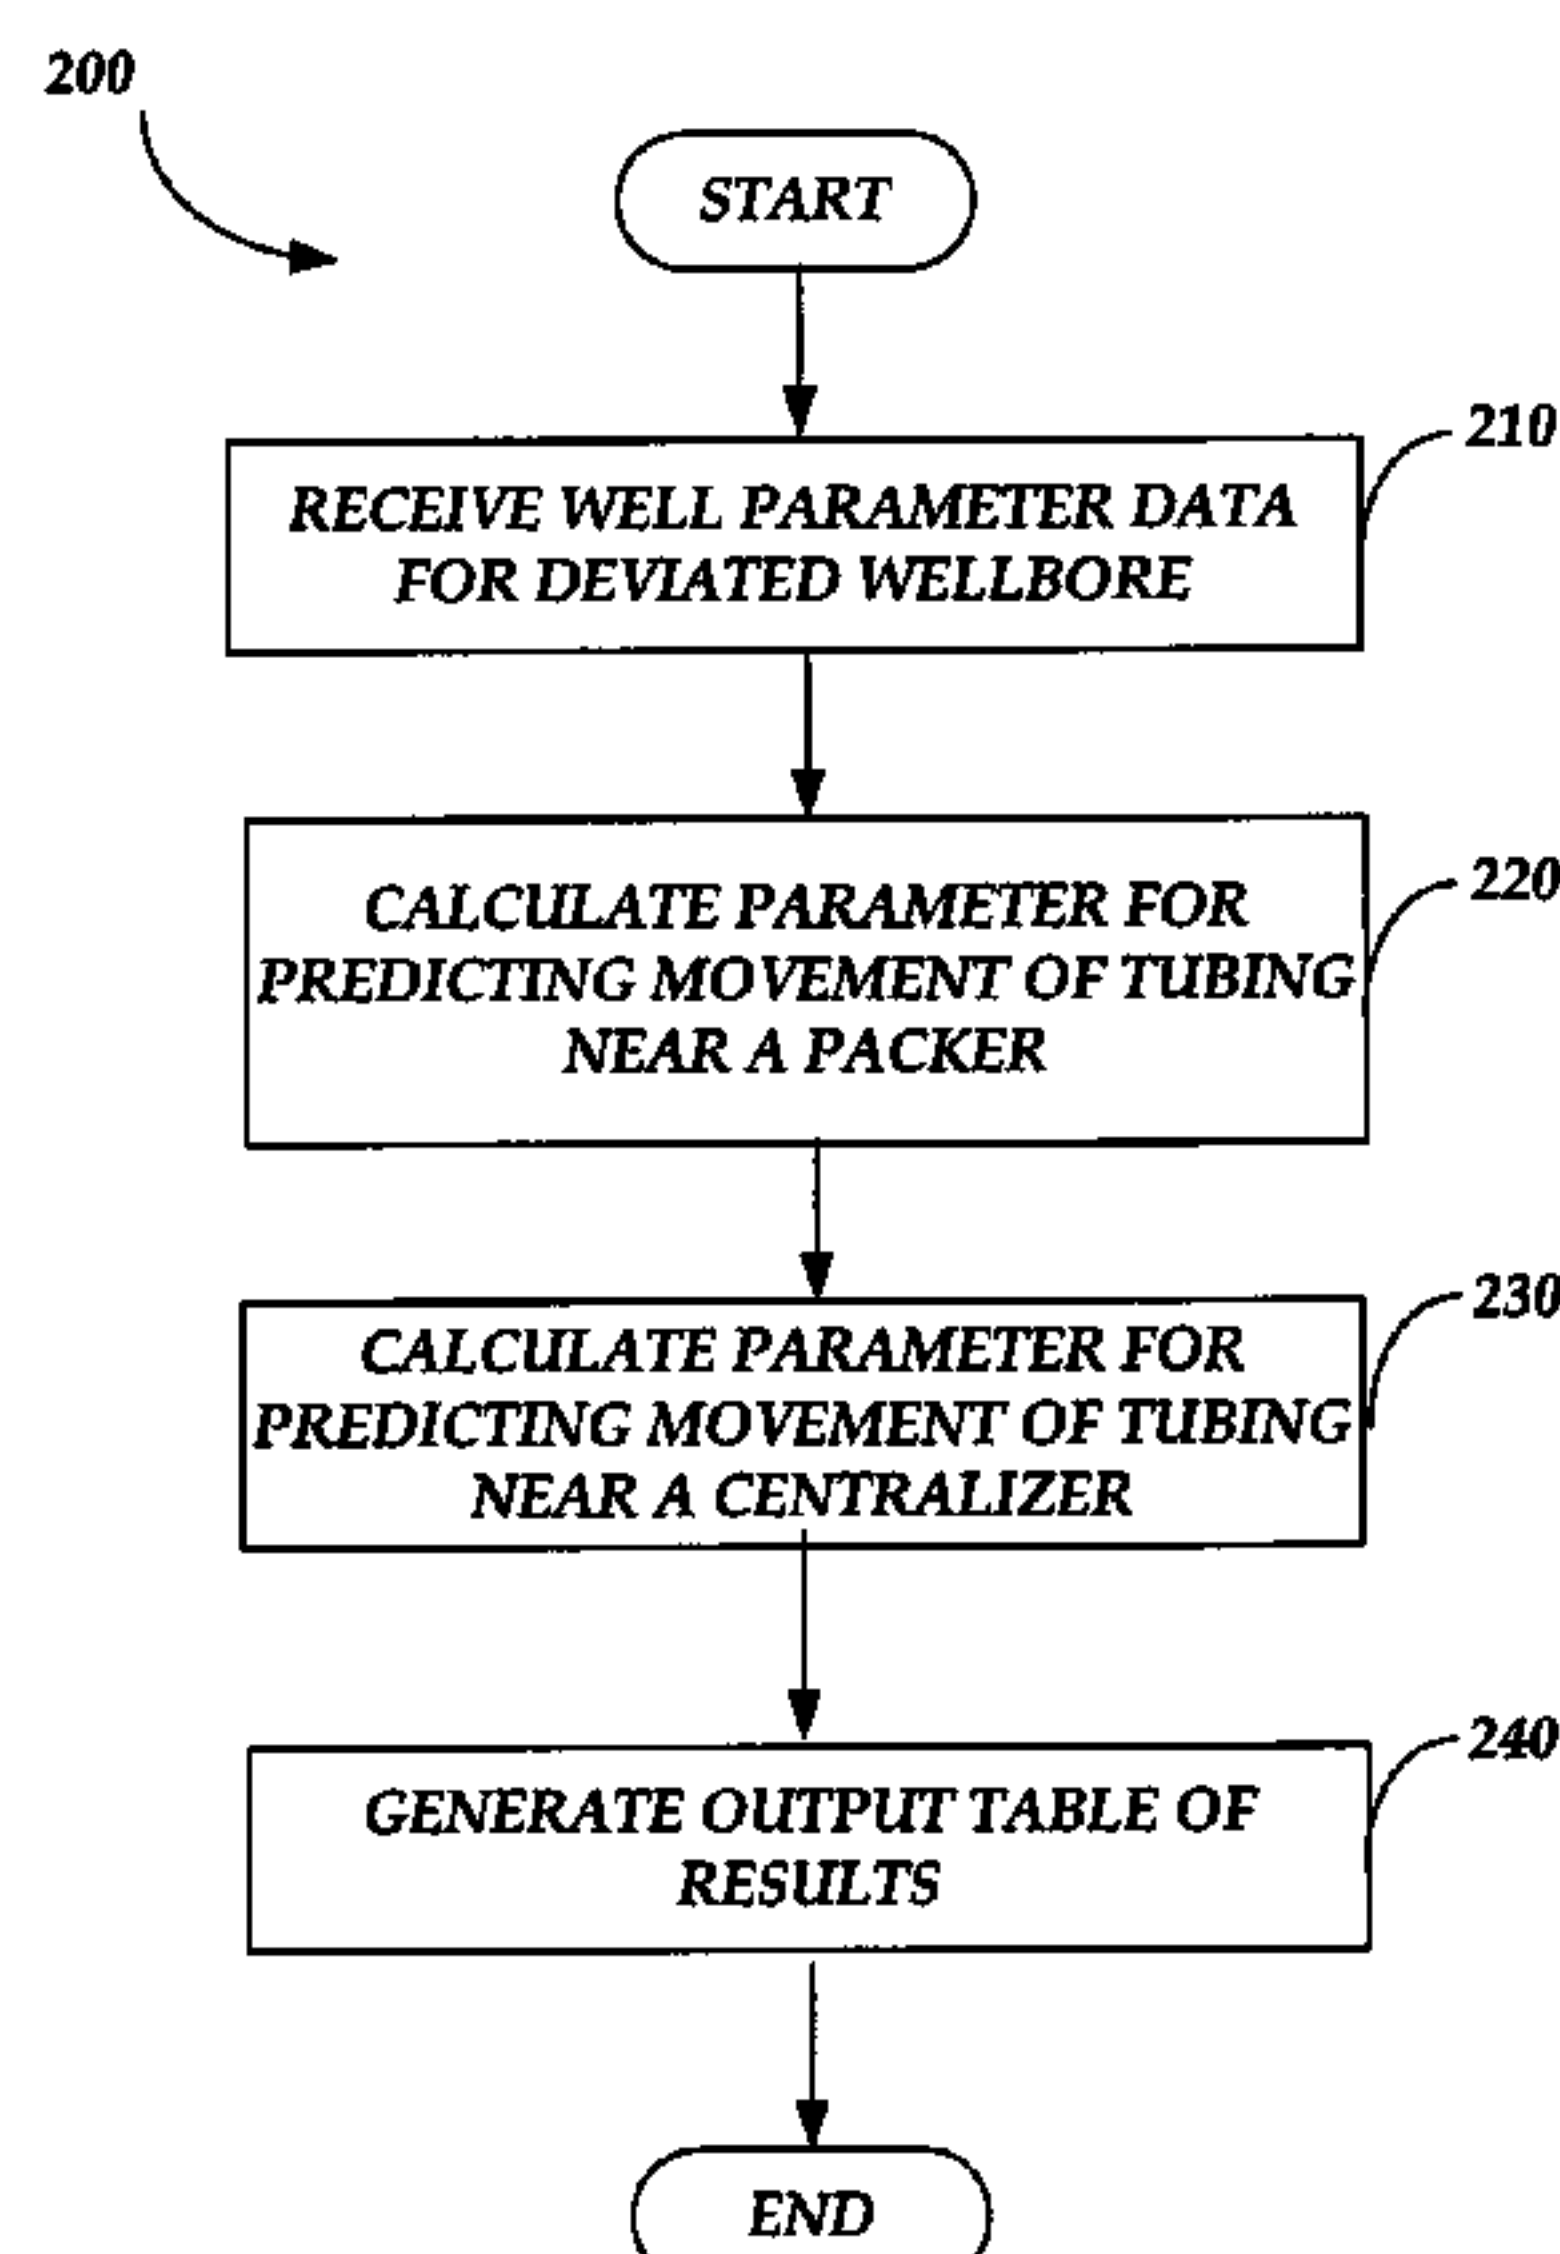 200
START
210
RECEIVE WELL PARAMETER DATA
FOR DEVIATED WELLBORE
220
CALCULATE PARAMETER FOR
PREDICTING MOVEMENT OF TUBING
NEAR A PACKER
230
CALCULATE PARAMETER FOR
PREDICTING MOVEMENT OF TUBING
NEAR A CENTRALIZER
240
GENERATE OUTPUT TABLE OF
RESULTS
END